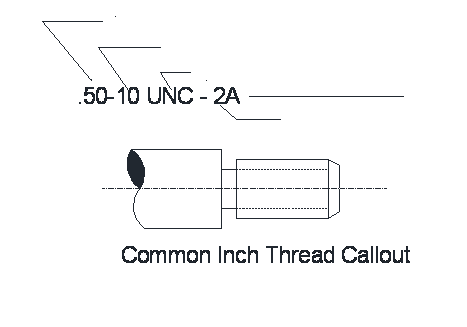 .50-10 UNC - 2A
Common Inch Thread Callout